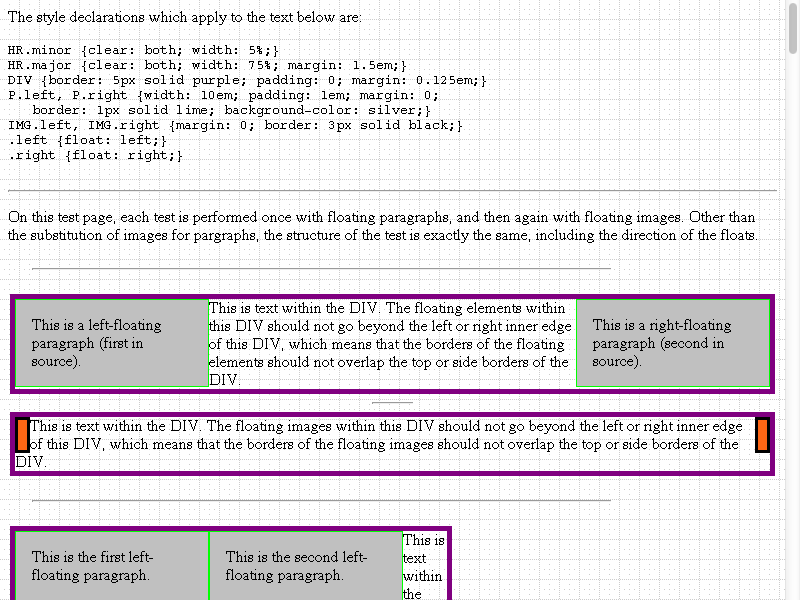 The style declarations which apply to the text below are:
HR.minor {clear: both; width: 5%;}
HR.major {clear: both; width: 75%; margin: 1.5em;}
DIV {border: 5px solid purple; padding: 0; margin: 0.125em;}
P.left, P.right {width: 10em; padding: 1em; margin: 0;
border: 1px solid lime; background-color: silver;}
IMG.left, IMG.right {margin: 0; border: 3px solid black;}
.left {float: left;}
.right {float: right;}
On this test page, each test is performed once with floating paragraphs, and then again with floating images. Other than
the substitution of images for pargraphs, the structure of the test is exactly the same, including the direction of the floats.
This is a left-floating
paragraph (first in
source).
This is text within the DIV. The floating elements within
this DIV should not go beyond the left or right inner edge
of this DIV, which means that the borders of the floating
elements should not overlap the top or side borders of the
DIV.
This is a right-floating
paragraph (second in
source).
This is text within the DIV. The floating images within this DIV should not go beyond the left or right inner edge
of this DIV, which means that the borders of the floating images should not overlap the top or side borders of the
DIV.
This is the first left-
floating paragraph.
This is the second left-
floating paragraph.
This is
text
within
the